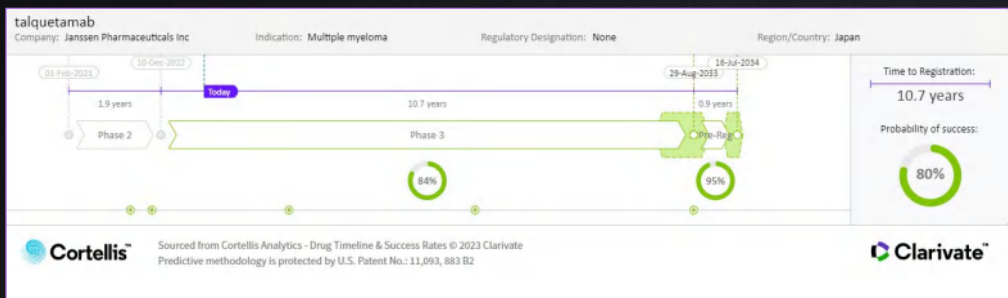 talquetamab
Company: Janssen Pharmaceuticals Inc Indication: Multiple myeloma Regulatory Designation: None Region/Country: Japan
01-Feb-2021 10-Dec-2022 29-Aug-2033 16-Jul-2034
Today
1.9 years 10.7 years 0.9 years
Phase 2 Phase 3 Pre-Reg
84% 95%
Time to Registration:
10.7 years
Probability of success:
80%
Cortellis™
Sourced from Cortellis Analytics - Drug Timeline & Success Rates © 2023 Clarivate
Predictive methodology is protected by U.S. Patent No.: 11,093, 883 B2
Clarivate™